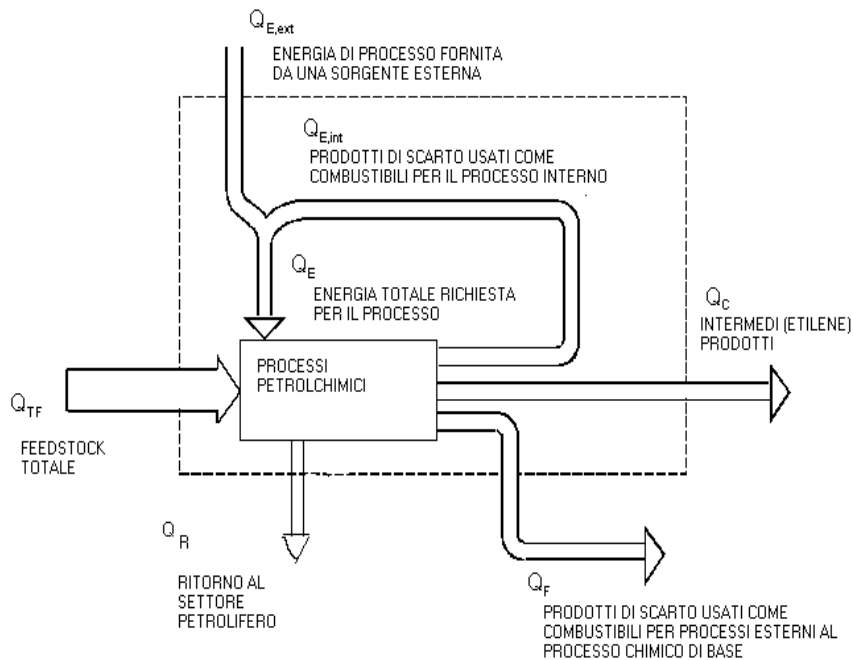 Q E,ext
ENERGIA DI PROCESSO FORNITA
DA UNA SORGENTE ESTERNA
Q E,int
PRODOTTI DI SCARTO USATI COME
COMBUSTIBILI PER IL PROCESSO INTERNO
Q E
ENERGIA TOTALE RICHIESTA
PER IL PROCESSO
Q C
INTERMEDI (ETILENE)
PRODOTTI
PROCESSI
PETROLCHIMICI
Q TF
FEEDSTOCK
TOTALE
Q R
RITORNO AL
SETTORE
PETROLIFERO
Q F
PRODOTTI DI SCARTO USATI COME
COMBUSTIBILI PER PROCESSI ESTERNI AL
PROCESSO CHIMICO DI BASE